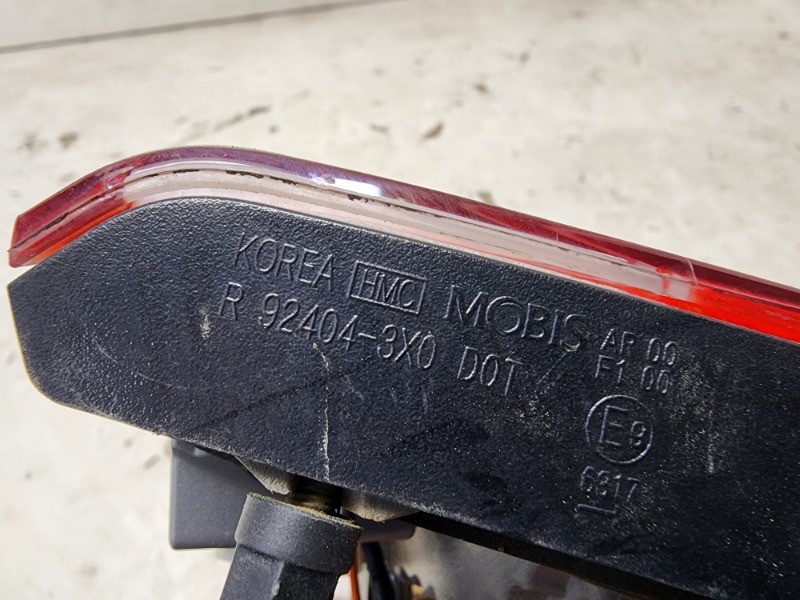 KOREA HMC MOBIS
R 92404-3X0 DOT
AR 00
F1 00
E9
6317